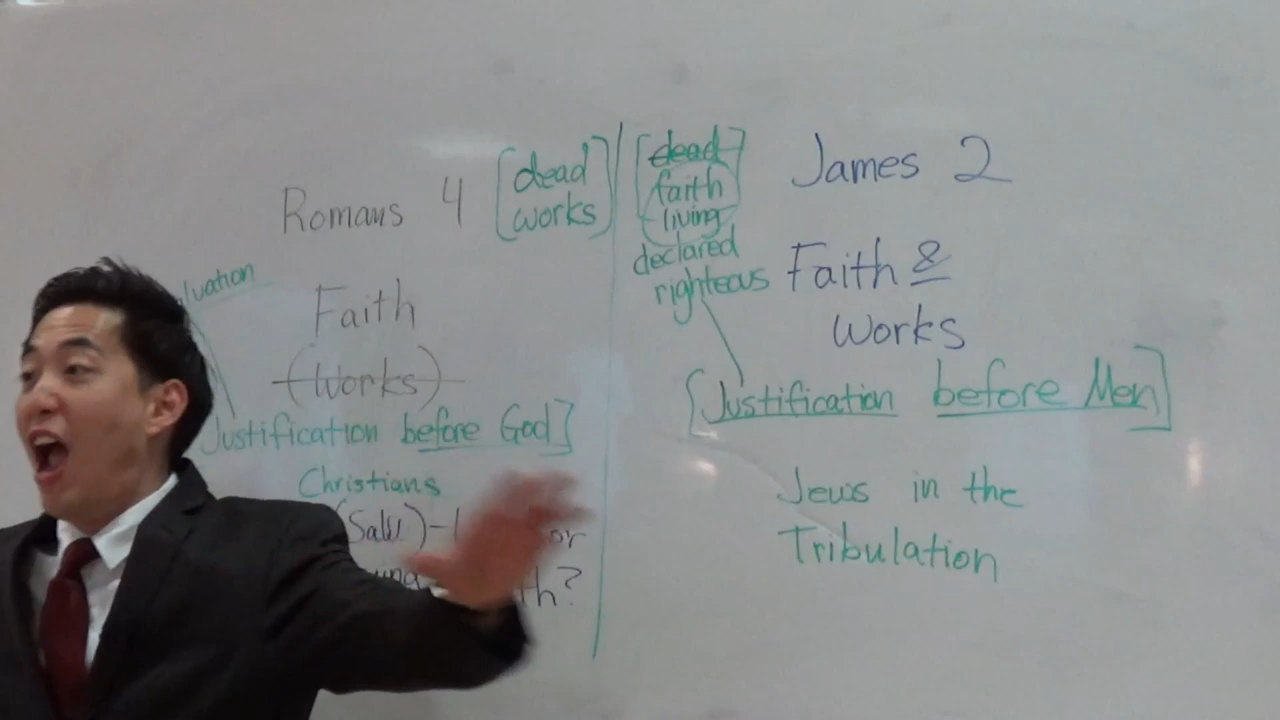 Romans 4
[dead
works]
Faith
(Works)
Justification before God]
Christians
or
[dead
faith
living
declared
righteous
James 2
Faith &
Works
[Justification before Men]
Jews in the
Tribulation